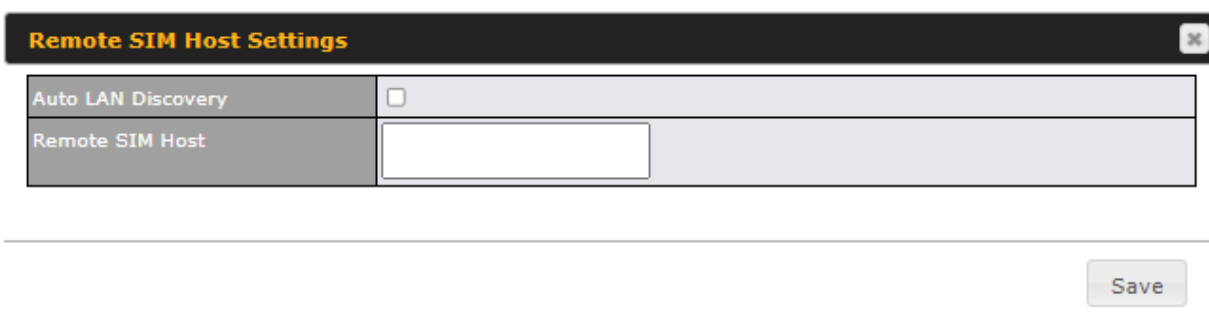 Remote SIM Host Settings
Auto LAN Discovery
Remote SIM Host
Save